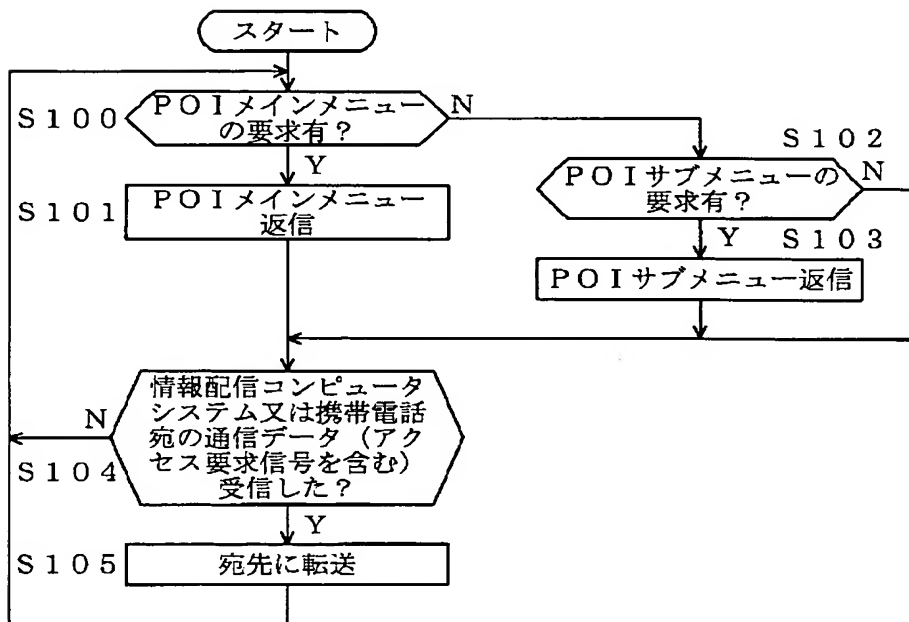 スタート
S100
POIメインメニュー
の要求有?
N
Y
S101
POIメインメニュー
返信
S102
POIサブメニューの
要求有?
N
Y
S103
POIサブメニュー返信
情報配信コンピュータ
システム又は携帯電話
宛の通信データ(アク
セス要求信号を含む)
受信した?
N
S104
Y
S105
宛先に転送